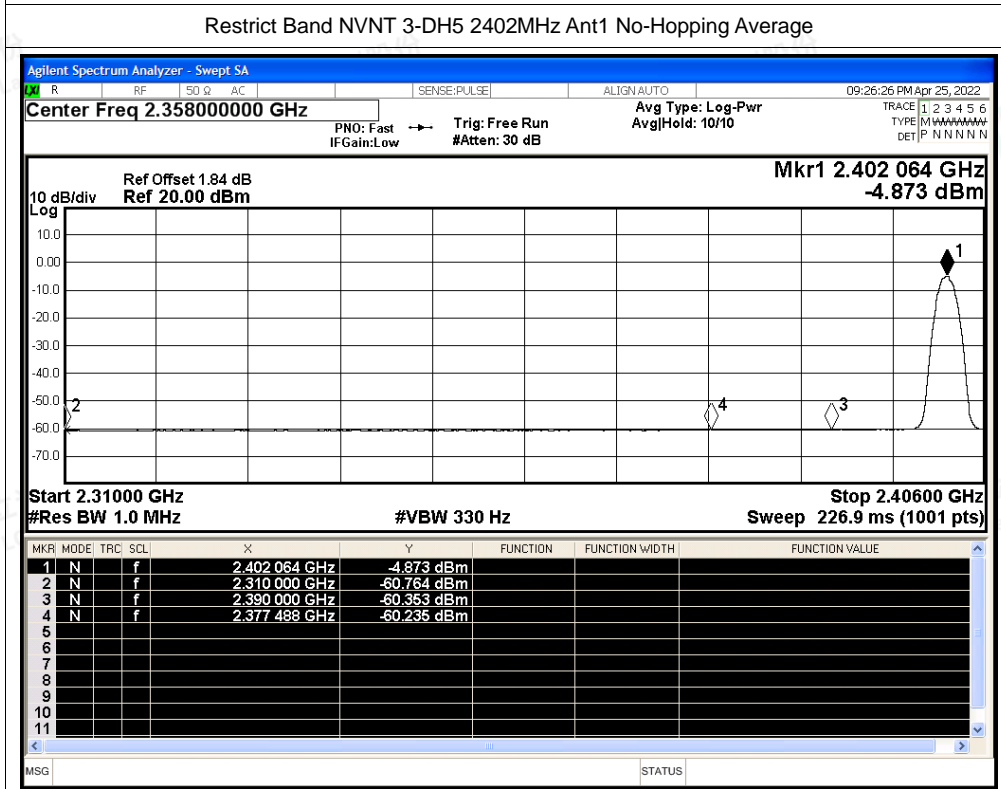 Restrict Band NVNT 3-DH5 2402MHz Ant1 No-Hopping Average
Agilent Spectrum Analyzer - Swept SA
LXI R RF 50 Ω AC SENSE:PULSE ALIGN AUTO 09:26:26 PM Apr 25, 2022
Center Freq 2.358000000 GHz Avg Type: Log-Pwr TRACE 1 2 3 4 5 6
PNO: Fast Trig: Free Run Avg|Hold: 10/10 TYPE M WWWWW
IFGain:Low #Atten: 30 dB DET P N N N N N
Mkr1 2.402 064 GHz
Ref Offset 1.84 dB
10 dB/div Ref 20.00 dBm -4.873 dBm
Log
10.0
0.00
-10.0
-20.0
-30.0
-40.0
-50.0
-60.0
-70.0
1
2
4
3
Start 2.31000 GHz Stop 2.40600 GHz
#Res BW 1.0 MHz #VBW 330 Hz Sweep 226.9 ms (1001 pts)
MKR MODE TRC SCL X Y FUNCTION FUNCTION WIDTH FUNCTION VALUE
1 N f 2.402 064 GHz -4.873 dBm
2 N f 2.310 000 GHz -60.764 dBm
3 N f 2.390 000 GHz -60.353 dBm
4 N f 2.377 488 GHz -60.235 dBm
5
6
7
8
9
10
11
MSG STATUS